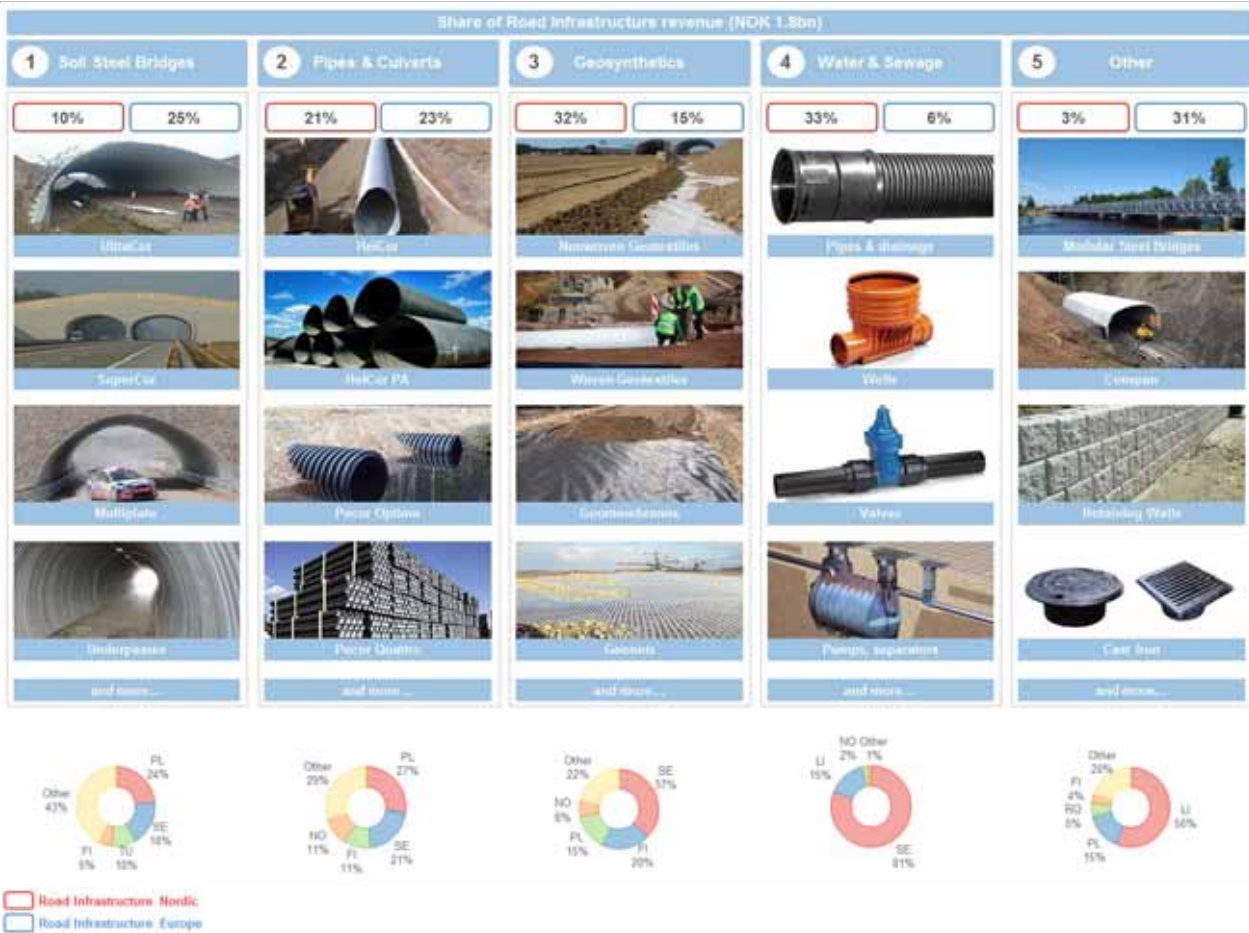 Share of Road Infrastructure revenue (NOK 1.8bn)
1 Soil Steel Bridges
2 Pipes & Culverts
3 Geosynthetics
4 Water & Sewage
5 Other
10% 25%
21% 23%
32% 15%
33% 6%
3% 31%
UltraCor
HelCor
Nonwoven Geotextiles
Pipes & drainage
Modular Steel Bridges
SuperCor
HelCor PA
Woven Geotextiles
Wells
Conspan
Multiplate
Pecor Optima
Geomembranes
Valves
Retaining Walls
Underpasses
Pecor Quattro
Geonets
Pumps, separators
Cast Iron
and more...
and more...
and more...
and more...
and more...
PL
24%
SE
18%
TU
10%
FI
5%
Other
43%
PL
27%
SE
21%
FI
11%
NO
11%
Other
29%
SE
37%
FI
20%
PL
15%
NO
6%
Other
22%
NO
2%
Other
1%
LI
15%
SE
81%
Other
20%
FI
4%
RO
5%
PL
15%
LI
56%
Road Infrastructure Nordic
Road Infrastructure Europe